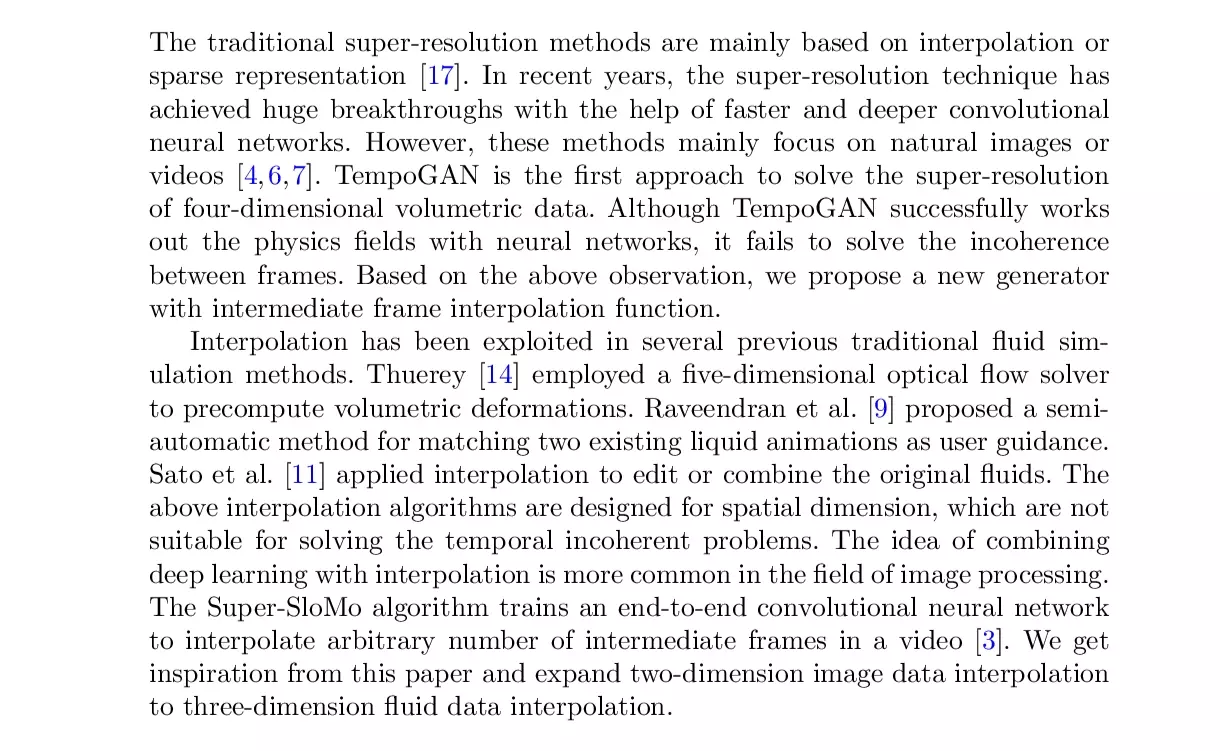 The traditional super-resolution methods are mainly based on interpolation or
sparse representation [17]. In recent years, the super-resolution technique has
achieved huge breakthroughs with the help of faster and deeper convolutional
neural networks. However, these methods mainly focus on natural images or
videos [4,6,7]. TempoGAN is the first approach to solve the super-resolution
of four-dimensional volumetric data. Although TempoGAN successfully works
out the physics fields with neural networks, it fails to solve the incoherence
between frames. Based on the above observation, we propose a new generator
with intermediate frame interpolation function.
Interpolation has been exploited in several previous traditional fluid sim-
ulation methods. Thuerey [14] employed a five-dimensional optical flow solver
to precompute volumetric deformations. Raveendran et al. [9] proposed a semi-
automatic method for matching two existing liquid animations as user guidance.
Sato et al. [11] applied interpolation to edit or combine the original fluids. The
above interpolation algorithms are designed for spatial dimension, which are not
suitable for solving the temporal incoherent problems. The idea of combining
deep learning with interpolation is more common in the field of image processing.
The Super-SloMo algorithm trains an end-to-end convolutional neural network
to interpolate arbitrary number of intermediate frames in a video [3]. We get
inspiration from this paper and expand two-dimension image data interpolation
to three-dimension fluid data interpolation.